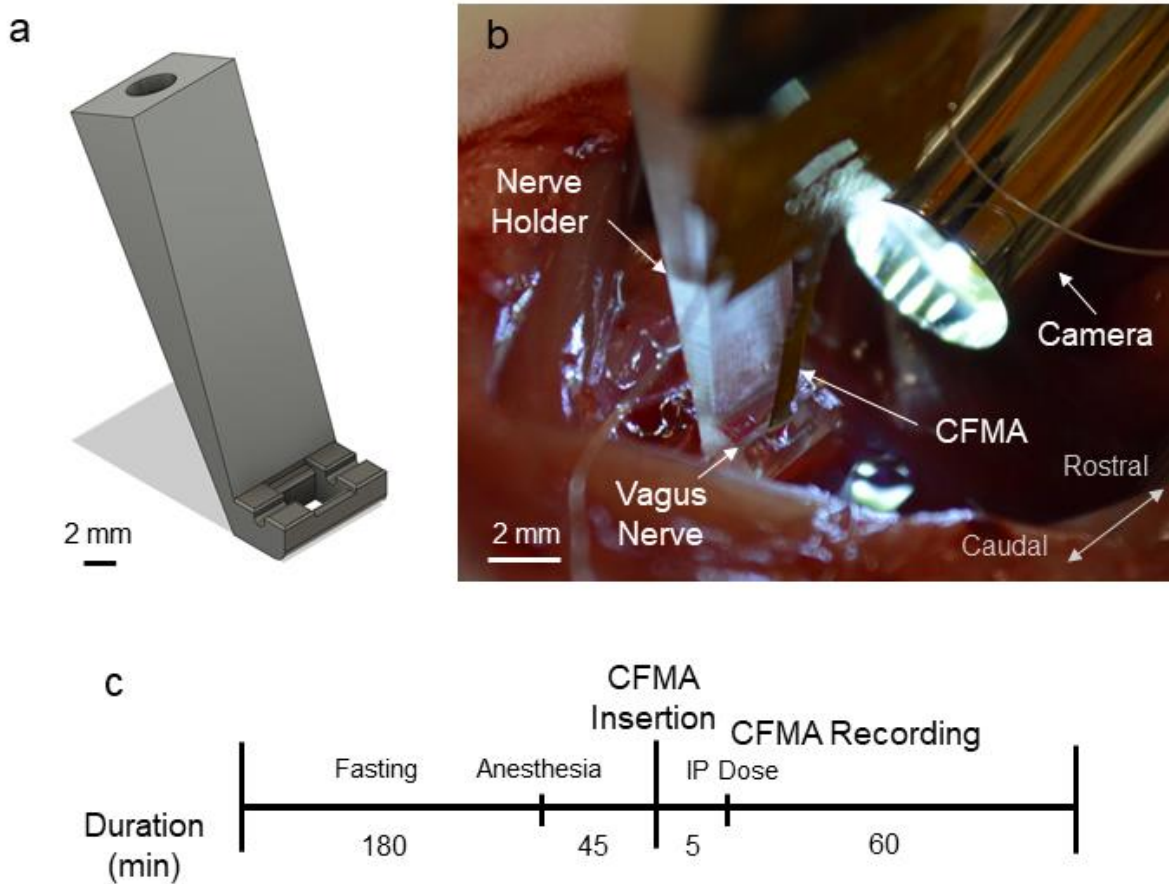 a
2 mm
b
Nerve
Holder
Camera
CFMA
Vagus
Nerve
Rostral
Caudal
2 mm
c
CFMA
Insertion
CFMA Recording
Fasting
Anesthesia
IP Dose
Duration
(min)
180
45
5
60